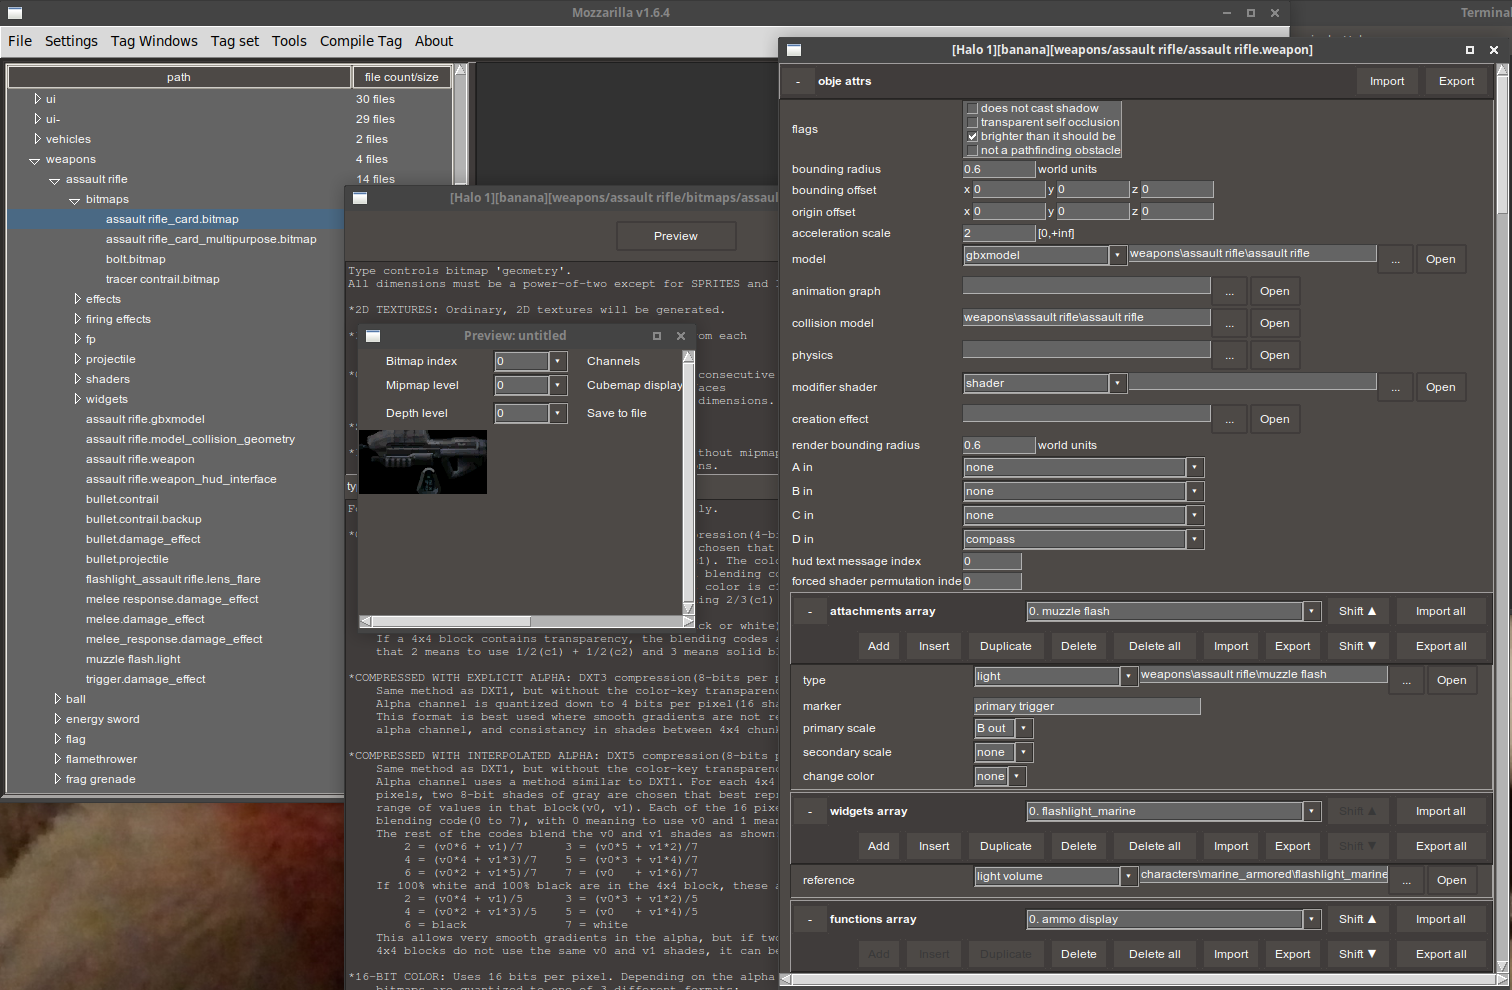 Mozzarilla v1.6.4
Terminal
File Settings Tag Windows Tag set Tools Compile Tag About
path file count/size
ui 30 files
ui- 29 files
vehicles 2 files
weapons 4 files
assault rifle 14 files
bitmaps
assault rifle_card.bitmap
assault rifle_card_multipurpose.bitmap
bolt.bitmap
tracer contrail.bitmap
effects
firing effects
fp
projectile
shaders
widgets
assault rifle.gbxmodel
assault rifle.model_collision_geometry
assault rifle.weapon
assault rifle.weapon_hud_interface
bullet.contrail
bullet.contrail.backup
bullet.damage_effect
bullet.projectile
flashlight_assault rifle.lens_flare
melee response.damage_effect
melee.damage_effect
melee_response.damage_effect
muzzle flash.light
trigger.damage_effect
ball
energy sword
flag
flamethrower
frag grenade
[Halo 1][banana][weapons/assault rifle/bitmaps/assaul
Preview
Type controls bitmap 'geometry'.
All dimensions must be a power-of-two except for SPRITES and
*2D TEXTURES: Ordinary, 2D textures will be generated.
om each
consecutive
aces
dimensions.
thout mipmap
ns.
Preview: untitled
Bitmap index 0 Channels
Mipmap level 0 Cubemap display
Depth level 0 Save to file
ty
ly.
ression(4-bi
chosen that
1). The colo
blending co
color is c
ing 2/3(c1)
ck or white)
If a 4x4 block contains transparency, the blending codes a
that 2 means to use 1/2(c1) + 1/2(c2) and 3 means solid bl
*COMPRESSED WITH EXPLICIT ALPHA: DXT3 compression(8-bits per p
Same method as DXT1, but without the color-key transparenc
Alpha channel is quantized down to 4 bits per pixel(16 sha
This format is best used where smooth gradients are not re
alpha channel, and consistancy in shades between 4x4 chunk
*COMPRESSED WITH INTERPOLATED ALPHA: DXT5 compression(8-bits p
Same method as DXT1, but without the color-key transparenc
Alpha channel uses a method similar to DXT1. For each 4x4
pixels, two 8-bit shades of gray are chosen that best repr
range of values in that block(v0, v1). Each of the 16 pixe
blending code(0 to 7), with 0 meaning to use v0 and 1 mean
The rest of the codes blend the v0 and v1 shades as shown
2 = (v0*6 + v1)/7 3 = (v0*5 + v1*2)/7
4 = (v0*4 + v1*3)/7 5 = (v0*3 + v1*4)/7
6 = (v0*2 + v1*5)/7 7 = (v0 + v1*6)/7
If 100% white and 100% black are in the 4x4 block, these a
2 = (v0*4 + v1)/5 3 = (v0*3 + v1*2)/5
4 = (v0*2 + v1*3)/5 5 = (v0 + v1*4)/5
6 = black 7 = white
This allows very smooth gradients in the alpha, but if two
4x4 blocks do not use the same v0 and v1 shades, it can be
*16-BIT COLOR: Uses 16 bits per pixel. Depending on the alpha
bitmaps are quantized to one of 3 different formats:
[Halo 1][banana][weapons/assault rifle/assault rifle.weapon]
- obje attrs Import Export
flags
does not cast shadow
transparent self occlusion
brighter than it should be
not a pathfinding obstacle
bounding radius 0.6 world units
bounding offset x 0 y 0 z 0
origin offset x 0 y 0 z 0
acceleration scale 2 [0,+inf]
model gbxmodel weapons\assault rifle\assault rifle ... Open
animation graph ... Open
collision model weapons\assault rifle\assault rifle ... Open
physics ... Open
modifier shader shader ... Open
creation effect ... Open
render bounding radius 0.6 world units
A in none
B in none
C in none
D in compass
hud text message index 0
forced shader permutation inde 0
- attachments array 0. muzzle flash Shift ▲ Import all
Add Insert Duplicate Delete Delete all Import Export Shift ▼ Export all
type light weapons\assault rifle\muzzle flash ... Open
marker primary trigger
primary scale B out
secondary scale none
change color none
- widgets array 0. flashlight_marine Shift ▲ Import all
Add Insert Duplicate Delete Delete all Import Export Shift ▼ Export all
reference light volume characters\marine_armored\flashlight_marine ... Open
- functions array 0. ammo display Shift ▲ Import all
Add Insert Duplicate Delete Delete all Import Export Shift ▼ Export all